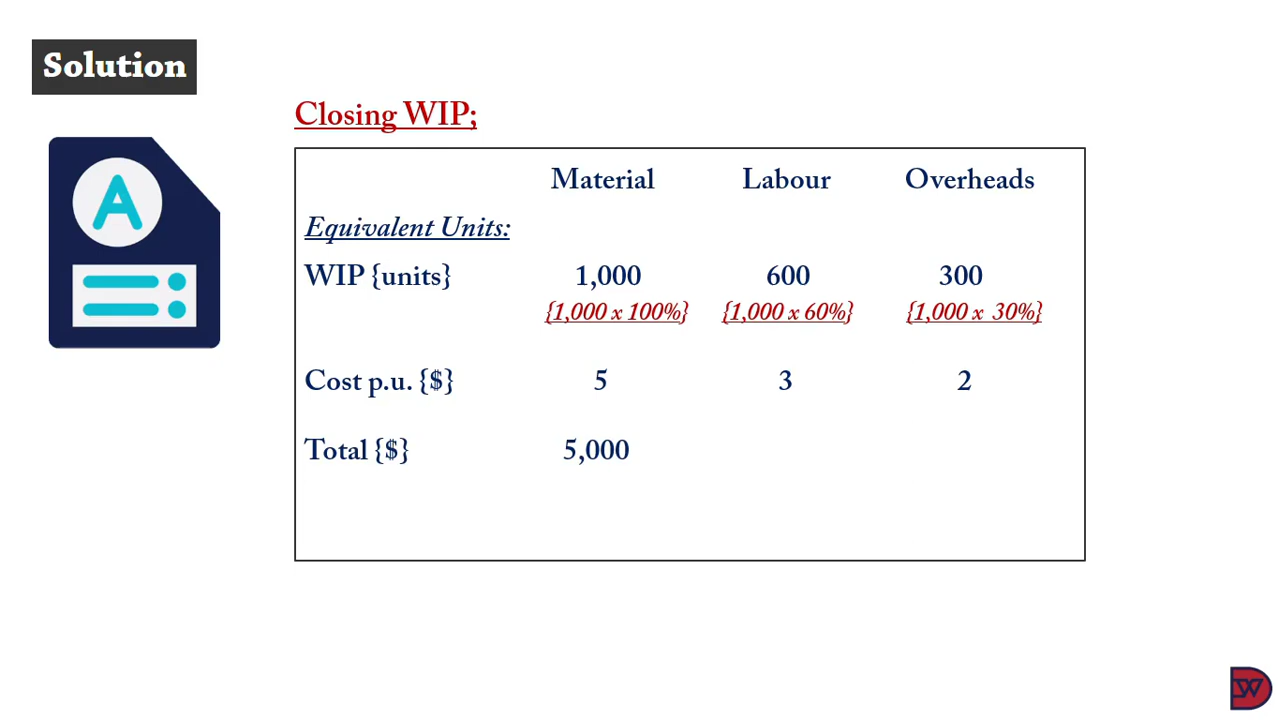 Solution
Closing WIP;
Material Labour Overheads
Equivalent Units:
WIP {units} 1,000 600 300
{1,000 x 100%} {1,000 x 60%} {1,000 x 30%}
Cost p.u. {$} 5 3 2
Total {$} 5,000
A
DW